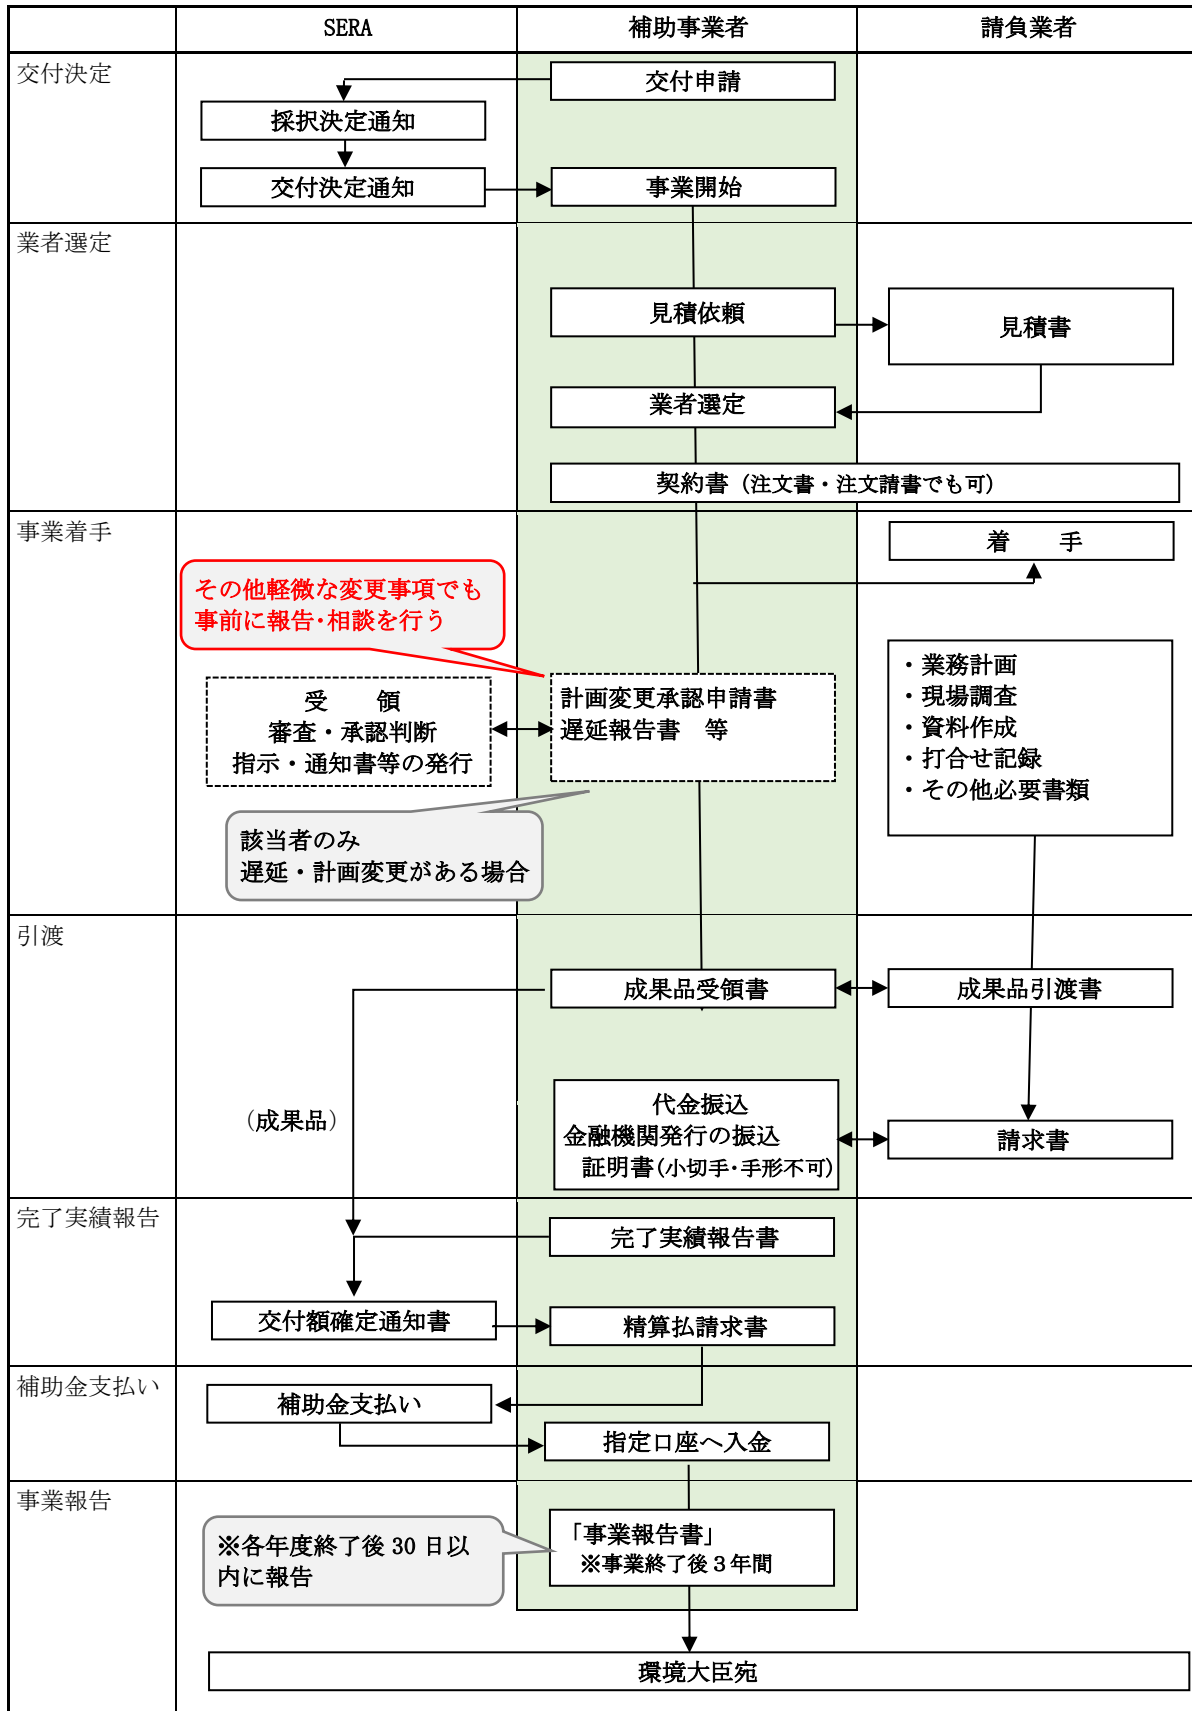 SERA
補助事業者
請負業者
交付決定
交付申請
採択決定通知
交付決定通知
事業開始
業者選定
見積依頼
見積書
業者選定
契約書（注文書・注文請書でも可）
事業着手
着　　手
その他軽微な変更事項でも
事前に報告･相談を行う
・業務計画
・現場調査
・資料作成
・打合せ記録
・その他必要書類
受　　領
審査・承認判断
指示・通知書等の発行
計画変更承認申請書
遅延報告書　等
該当者のみ
遅延・計画変更がある場合
引渡
成果品受領書
成果品引渡書
（成果品）
代金振込
金融機関発行の振込
証明書（小切手･手形不可）
請求書
完了実績報告
完了実績報告書
交付額確定通知書
精算払請求書
補助金支払い
補助金支払い
指定口座へ入金
事業報告
※各年度終了後 30 日以
内に報告
「事業報告書」
※事業終了後３年間
環境大臣宛